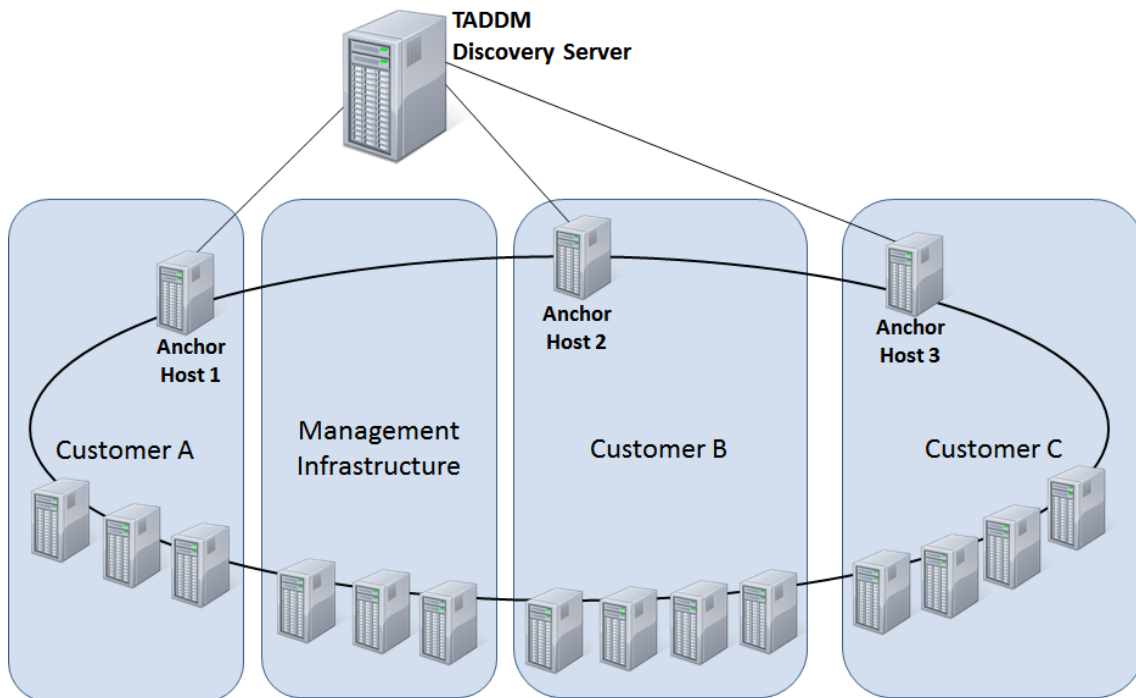 TADDM
Discovery Server
Anchor
Host 1
Anchor
Host 2
Anchor
Host 3
Customer A
Management
Infrastructure
Customer B
Customer C